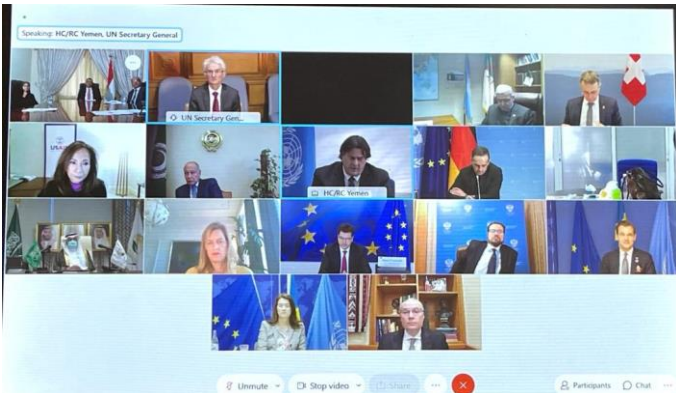 Speaking: HC/RC Yemen, UN Secretary General
UN Secretary Gen...
USAID
HC/RC Yemen
Unmute
Stop video
Share
Participants
Chat